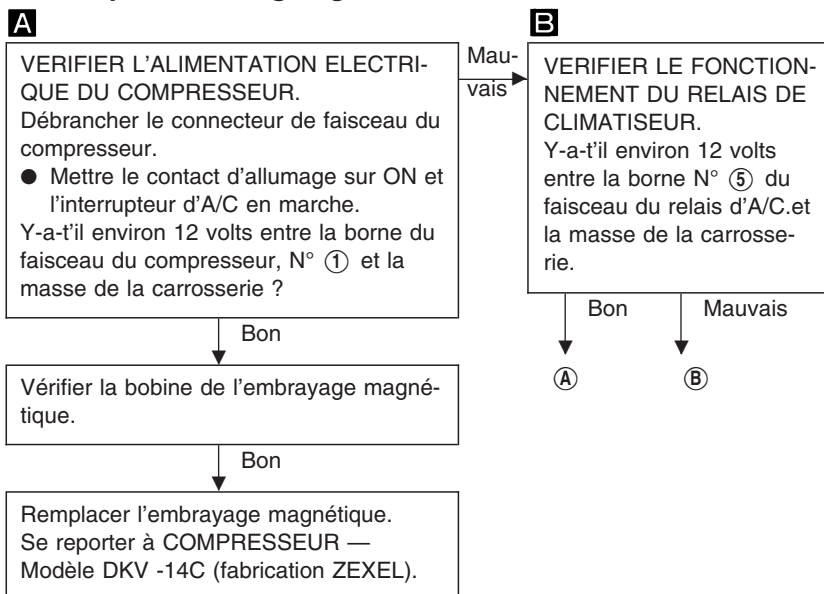 A
VERIFIER L'ALIMENTATION ELECTRI-
QUE DU COMPRESSEUR.
Débrancher le connecteur de faisceau du
compresseur.
● Mettre le contact d'allumage sur ON et
l'interrupteur d'A/C en marche.
Y-a-t'il environ 12 volts entre la borne du
faisceau du compresseur, N° ① et la
masse de la carrosserie ?
Mau-
vais
B
VERIFIER LE FONCTION-
NEMENT DU RELAIS DE
CLIMATISEUR.
Y-a-t'il environ 12 volts
entre la borne N° ⑤ du
faisceau du relais d'A/C.et
la masse de la carrosse-
rie.
Bon
Mauvais
Ⓐ
Ⓑ
Bon
Vérifier la bobine de l'embrayage magné-
tique.
Bon
Remplacer l'embrayage magnétique.
Se reporter à COMPRESSEUR —
Modèle DKV -14C (fabrication ZEXEL).